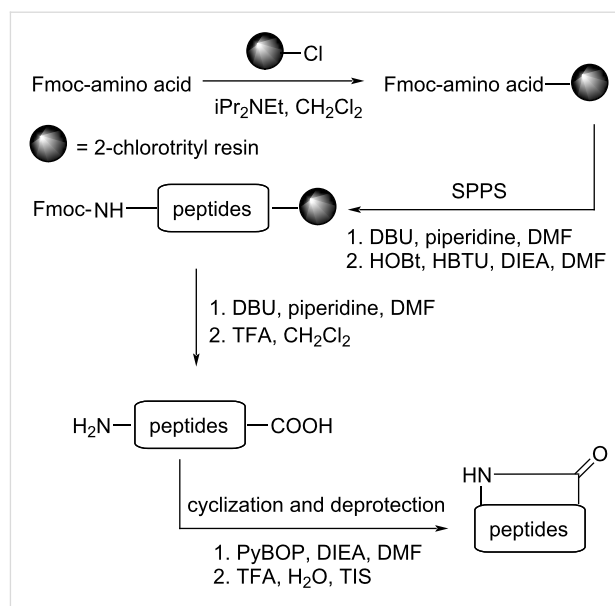 Cl
Fmoc-amino acid
Fmoc-amino acid
iPr₂NEt, CH₂Cl₂
= 2-chlorotrityl resin
SPPS
Fmoc-NH
peptides
1. DBU, piperidine, DMF
2. HOBt, HBTU, DIEA, DMF
1. DBU, piperidine, DMF
2. TFA, CH₂Cl₂
H₂N
peptides
COOH
O
HN
cyclization and deprotection
peptides
1. PyBOP, DIEA, DMF
2. TFA, H₂O, TIS